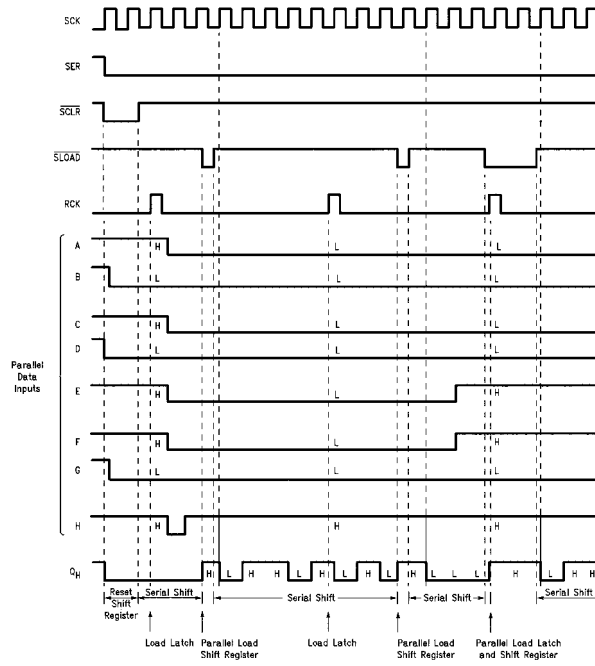 SCK
SER
SCLR
SLOAD
RCK
A H L L
B L L L
C H L L
D L L L
Parallel
Data
Inputs
E H L H
F H L H
G L L L
H H H H
QH H L H H L H L H L H L L L H H L H H
Reset
Shift
Register
Serial Shift
Serial Shift
Serial Shift
Serial Shift
Load Latch
Parallel Load
Shift Register
Load Latch
Parallel Load
Shift Register
Parallel Load Latch
and Shift Register